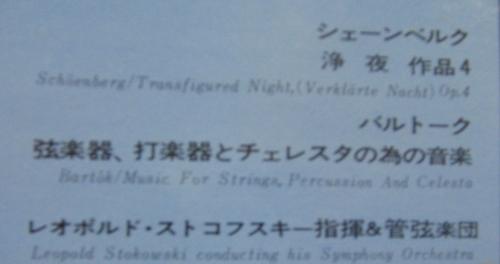 シェーンベルク
浄夜 作品4
Schöenberg/Transfigured Night,(Verklärte Nacht)Op.4
バルトーク
弦楽器、打楽器とチェレスタの為の音楽
Bartók/Music For Strings, Percussion And Celesta
レオポルド・ストコフスキー指揮&管弦楽団
Leopold Stokowski conducting his Symphony Orchestra